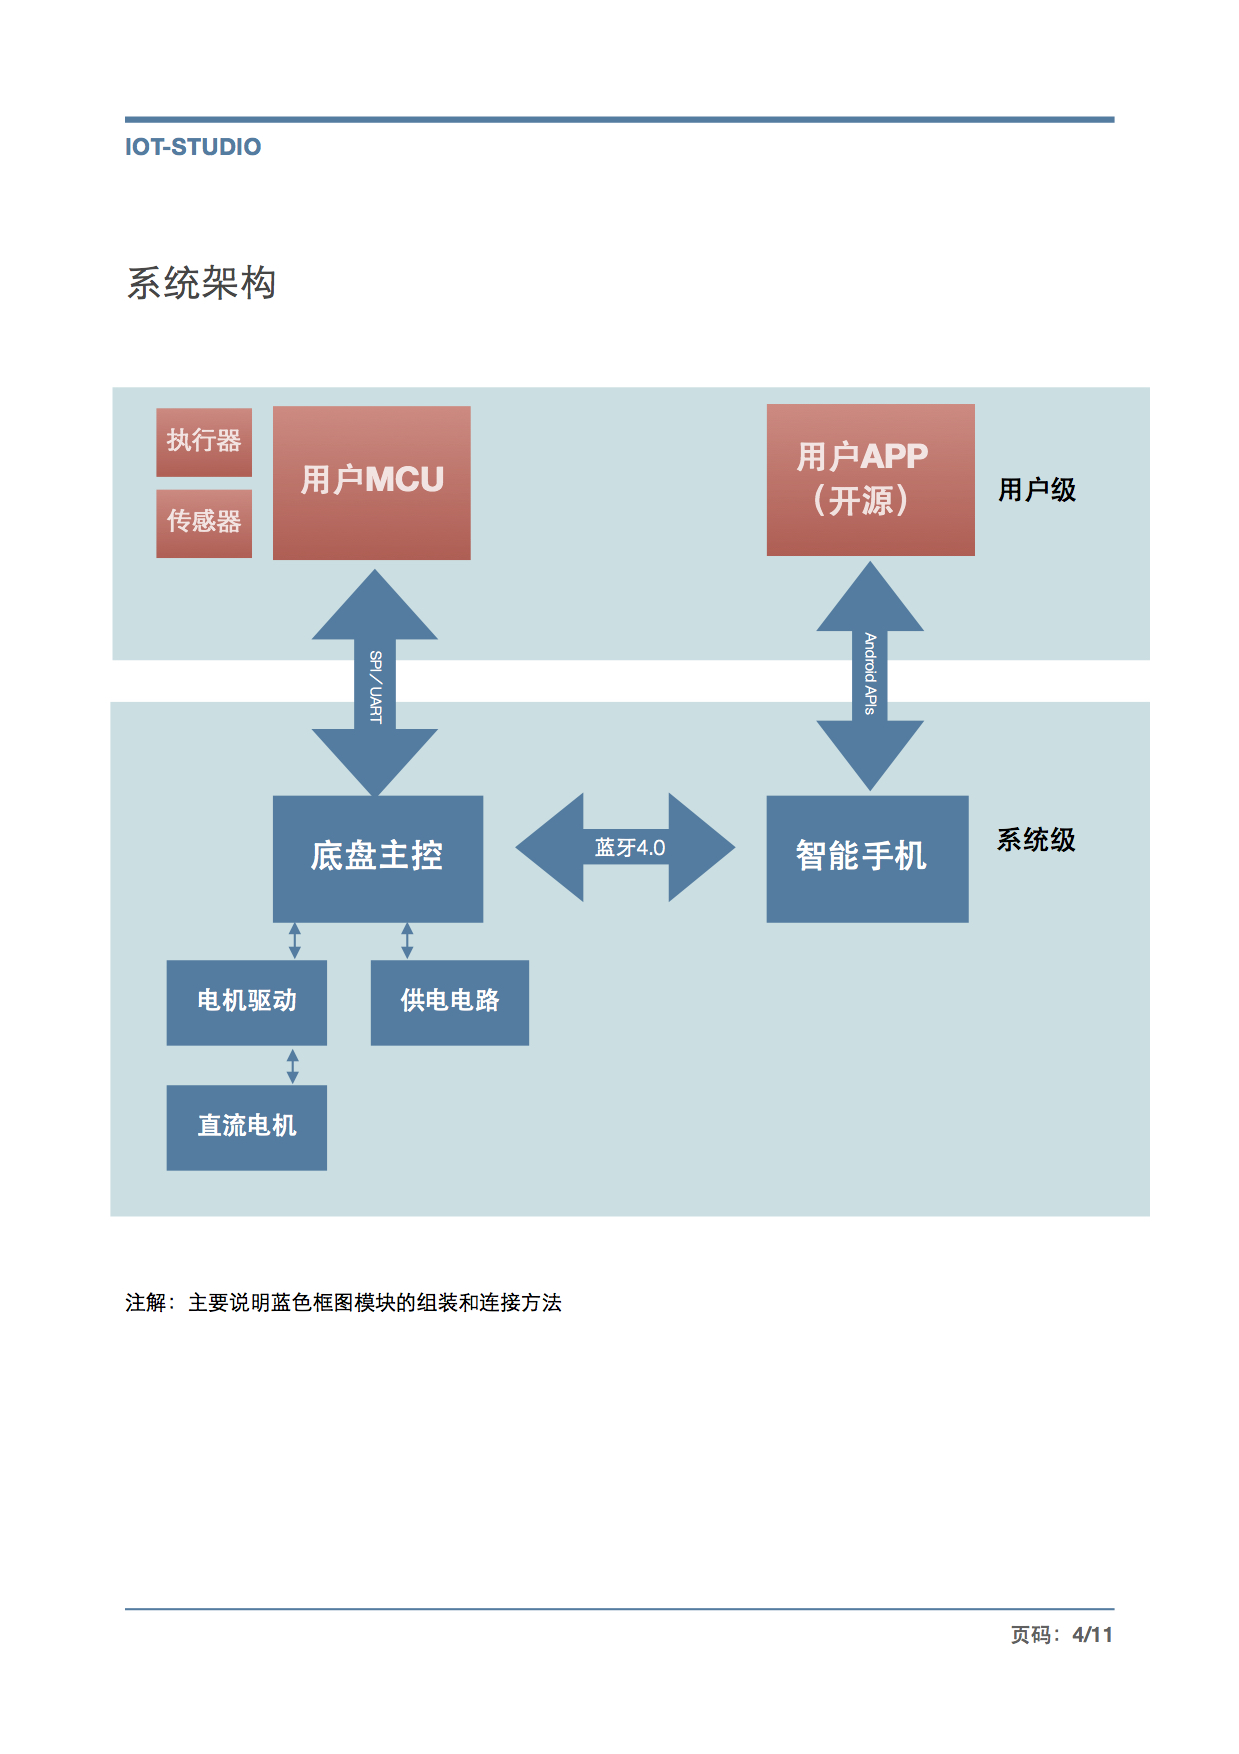 IOT-STUDIO
系统架构
执行器
传感器
用户MCU
用户APP
（开源）
用户级
SPI／UART
Android APIs
底盘主控
蓝牙4.0
智能手机
系统级
电机驱动
供电电路
直流电机
注解：主要说明蓝色框图模块的组装和连接方法
页码：4/11